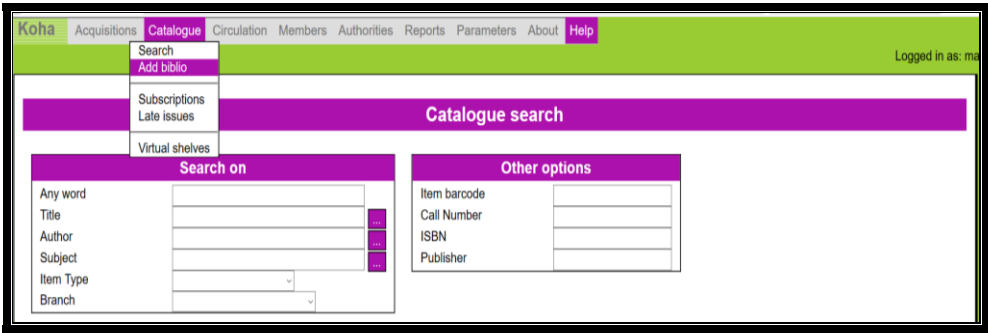 Koha Acquisitions Catalogue Circulation Members Authorities Reports Parameters About Help
Search
Add biblio
Logged in as: ma
Subscriptions
Late issues
Virtual shelves
Catalogue search
Search on
Any word
Title ...
Author ...
Subject ...
Item Type
Branch
Other options
Item barcode
Call Number
ISBN
Publisher